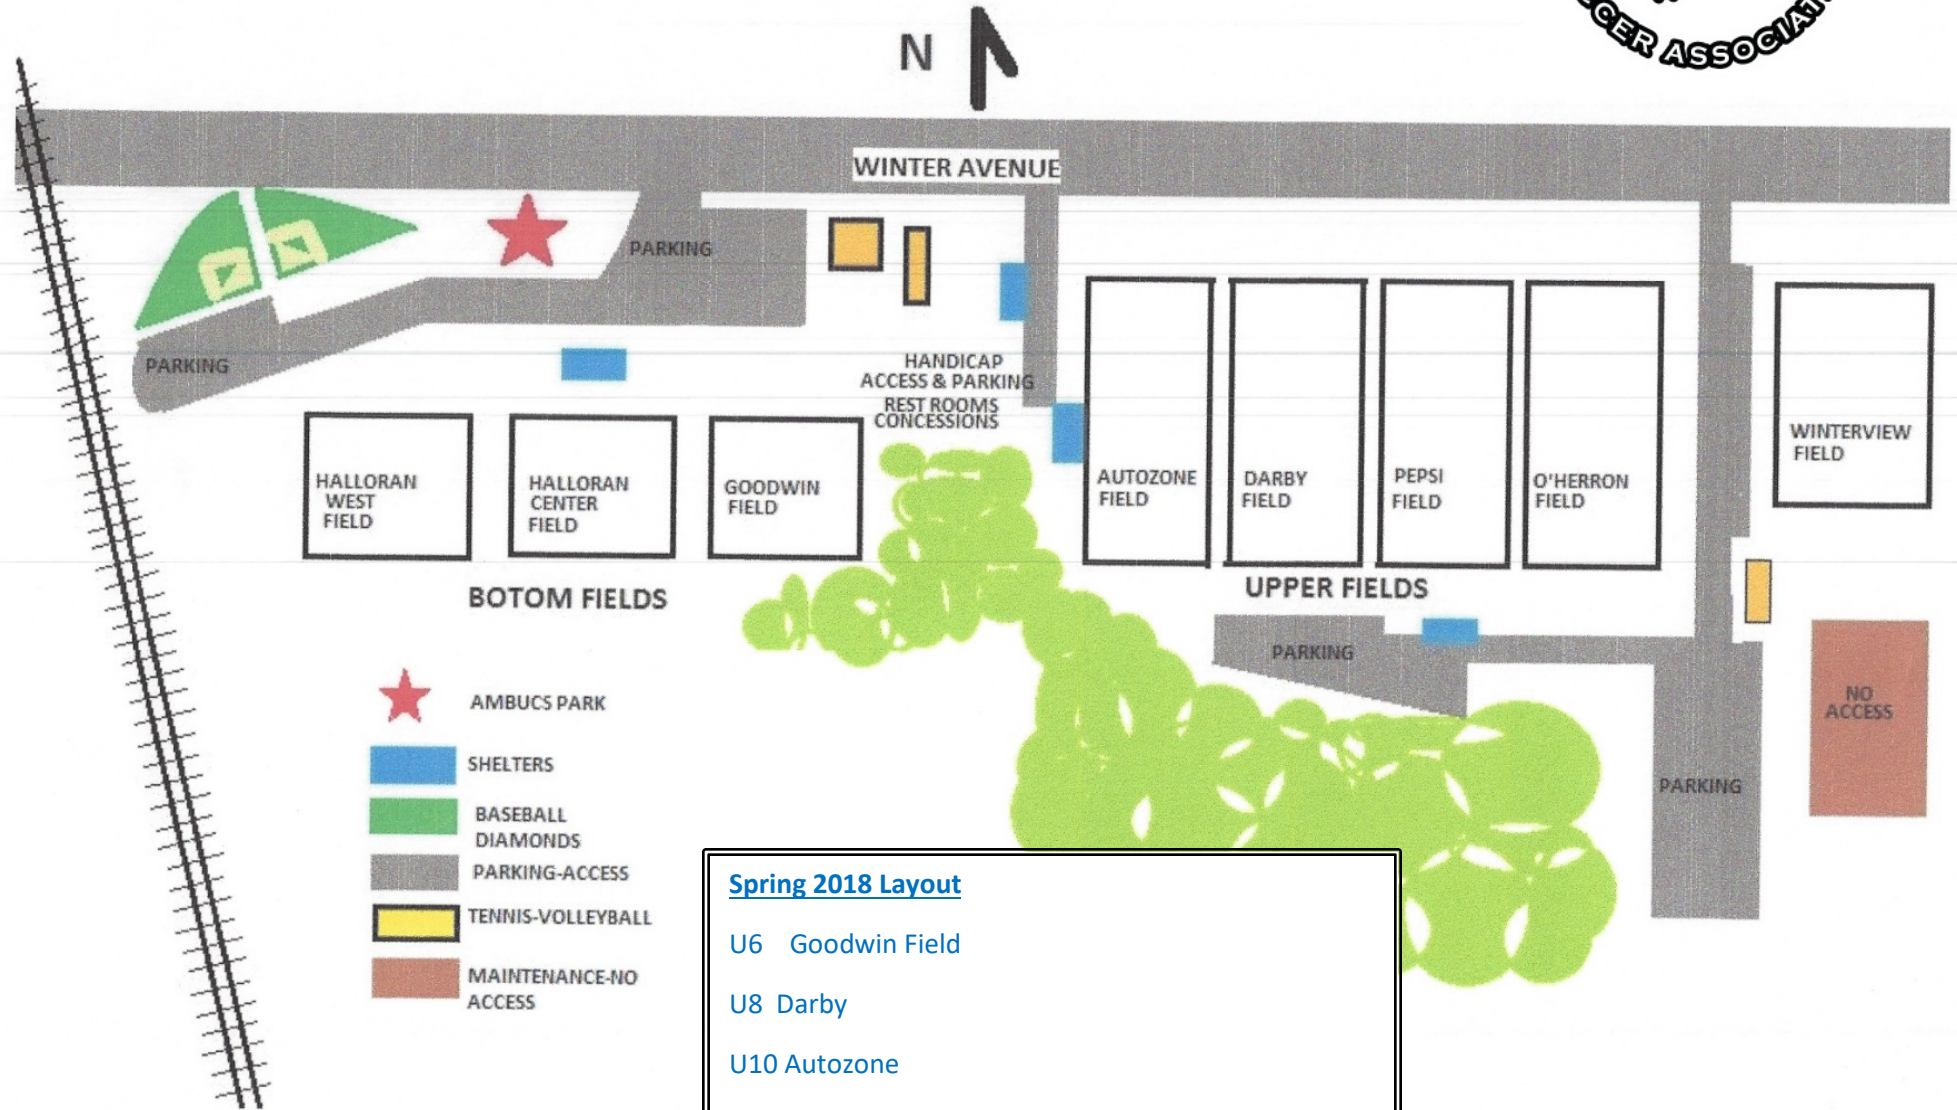 N
ASSOCIAT
WINTER AVENUE
PARKING
PARKING
HANDICAP
ACCESS & PARKING
REST ROOMS
CONCESSIONS
HALLORAN
WEST
FIELD
HALLORAN
CENTER
FIELD
GOODWIN
FIELD
AUTOZONE
FIELD
DARBY
FIELD
PEPSI
FIELD
O'HERRON
FIELD
WINTERVIEW
FIELD
BOTOM FIELDS
UPPER FIELDS
PARKING
NO
ACCESS
PARKING
AMBUCS PARK
SHELTERS
BASEBALL
DIAMONDS
PARKING-ACCESS
TENNIS-VOLLEYBALL
MAINTENANCE-NO
ACCESS
Spring 2018 Layout
U6 Goodwin Field
U8 Darby
U10 Autozone